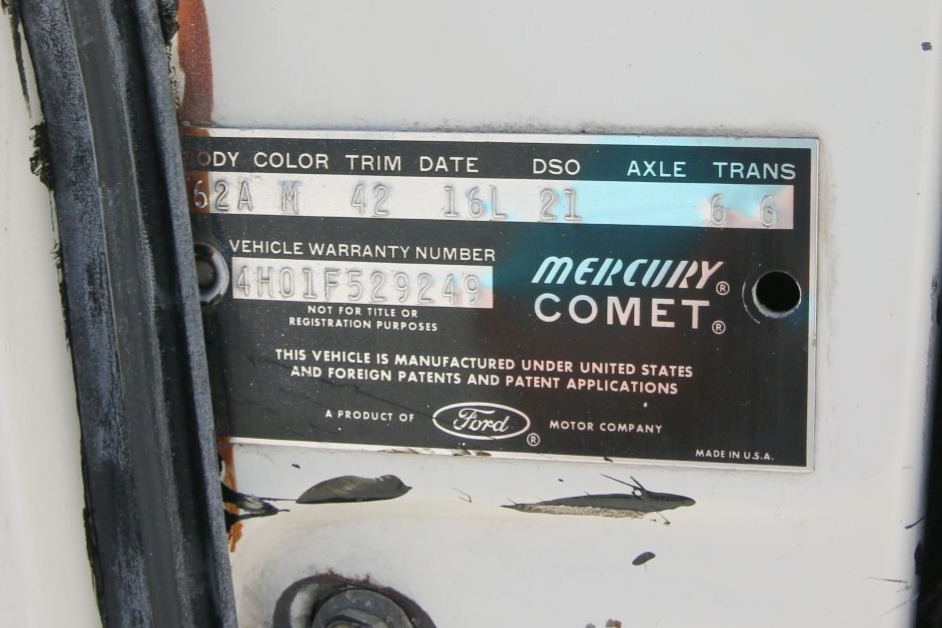 BODY COLOR TRIM DATE DSO AXLE TRANS
62A M 42 16L 21 6 6
VEHICLE WARRANTY NUMBER
4H01F529249
NOT FOR TITLE OR
REGISTRATION PURPOSES
MERCURY®
COMET®
THIS VEHICLE IS MANUFACTURED UNDER UNITED STATES
AND FOREIGN PATENTS AND PATENT APPLICATIONS
A PRODUCT OF Ford® MOTOR COMPANY
MADE IN U.S.A.